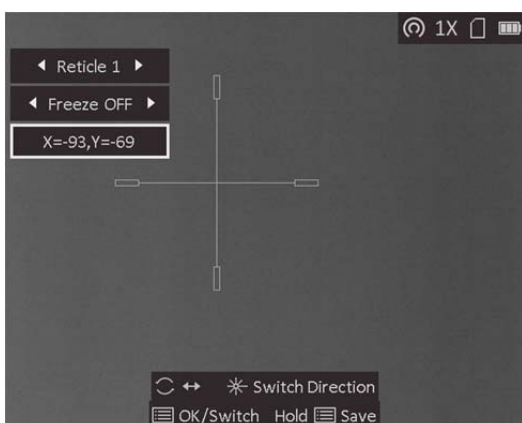 1X
Reticle 1
Freeze OFF
X=-93,Y=-69
Switch Direction
OK/Switch Hold Save